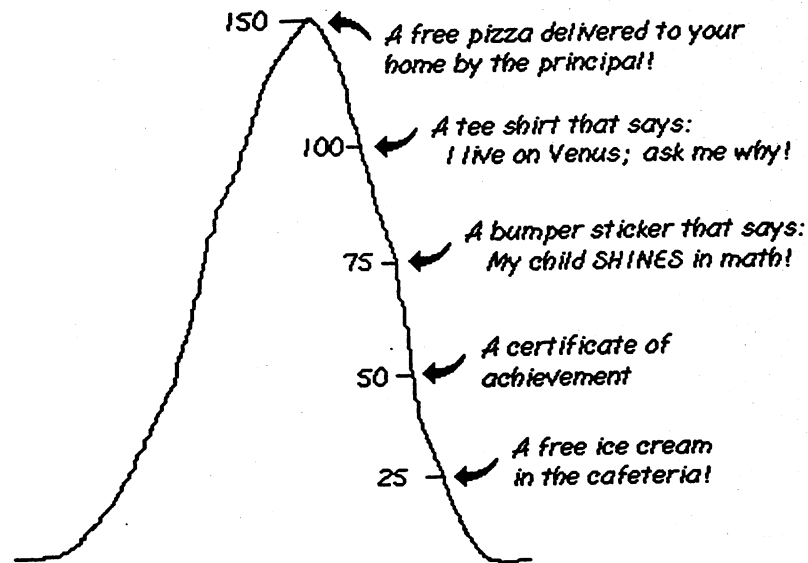 150
A free pizza delivered to your
home by the principal!
100
A tee shirt that says:
I live on Venus; ask me why!
75
A bumper sticker that says:
My child SHINES in math!
50
A certificate of
achievement
25
A free ice cream
in the cafeteria!